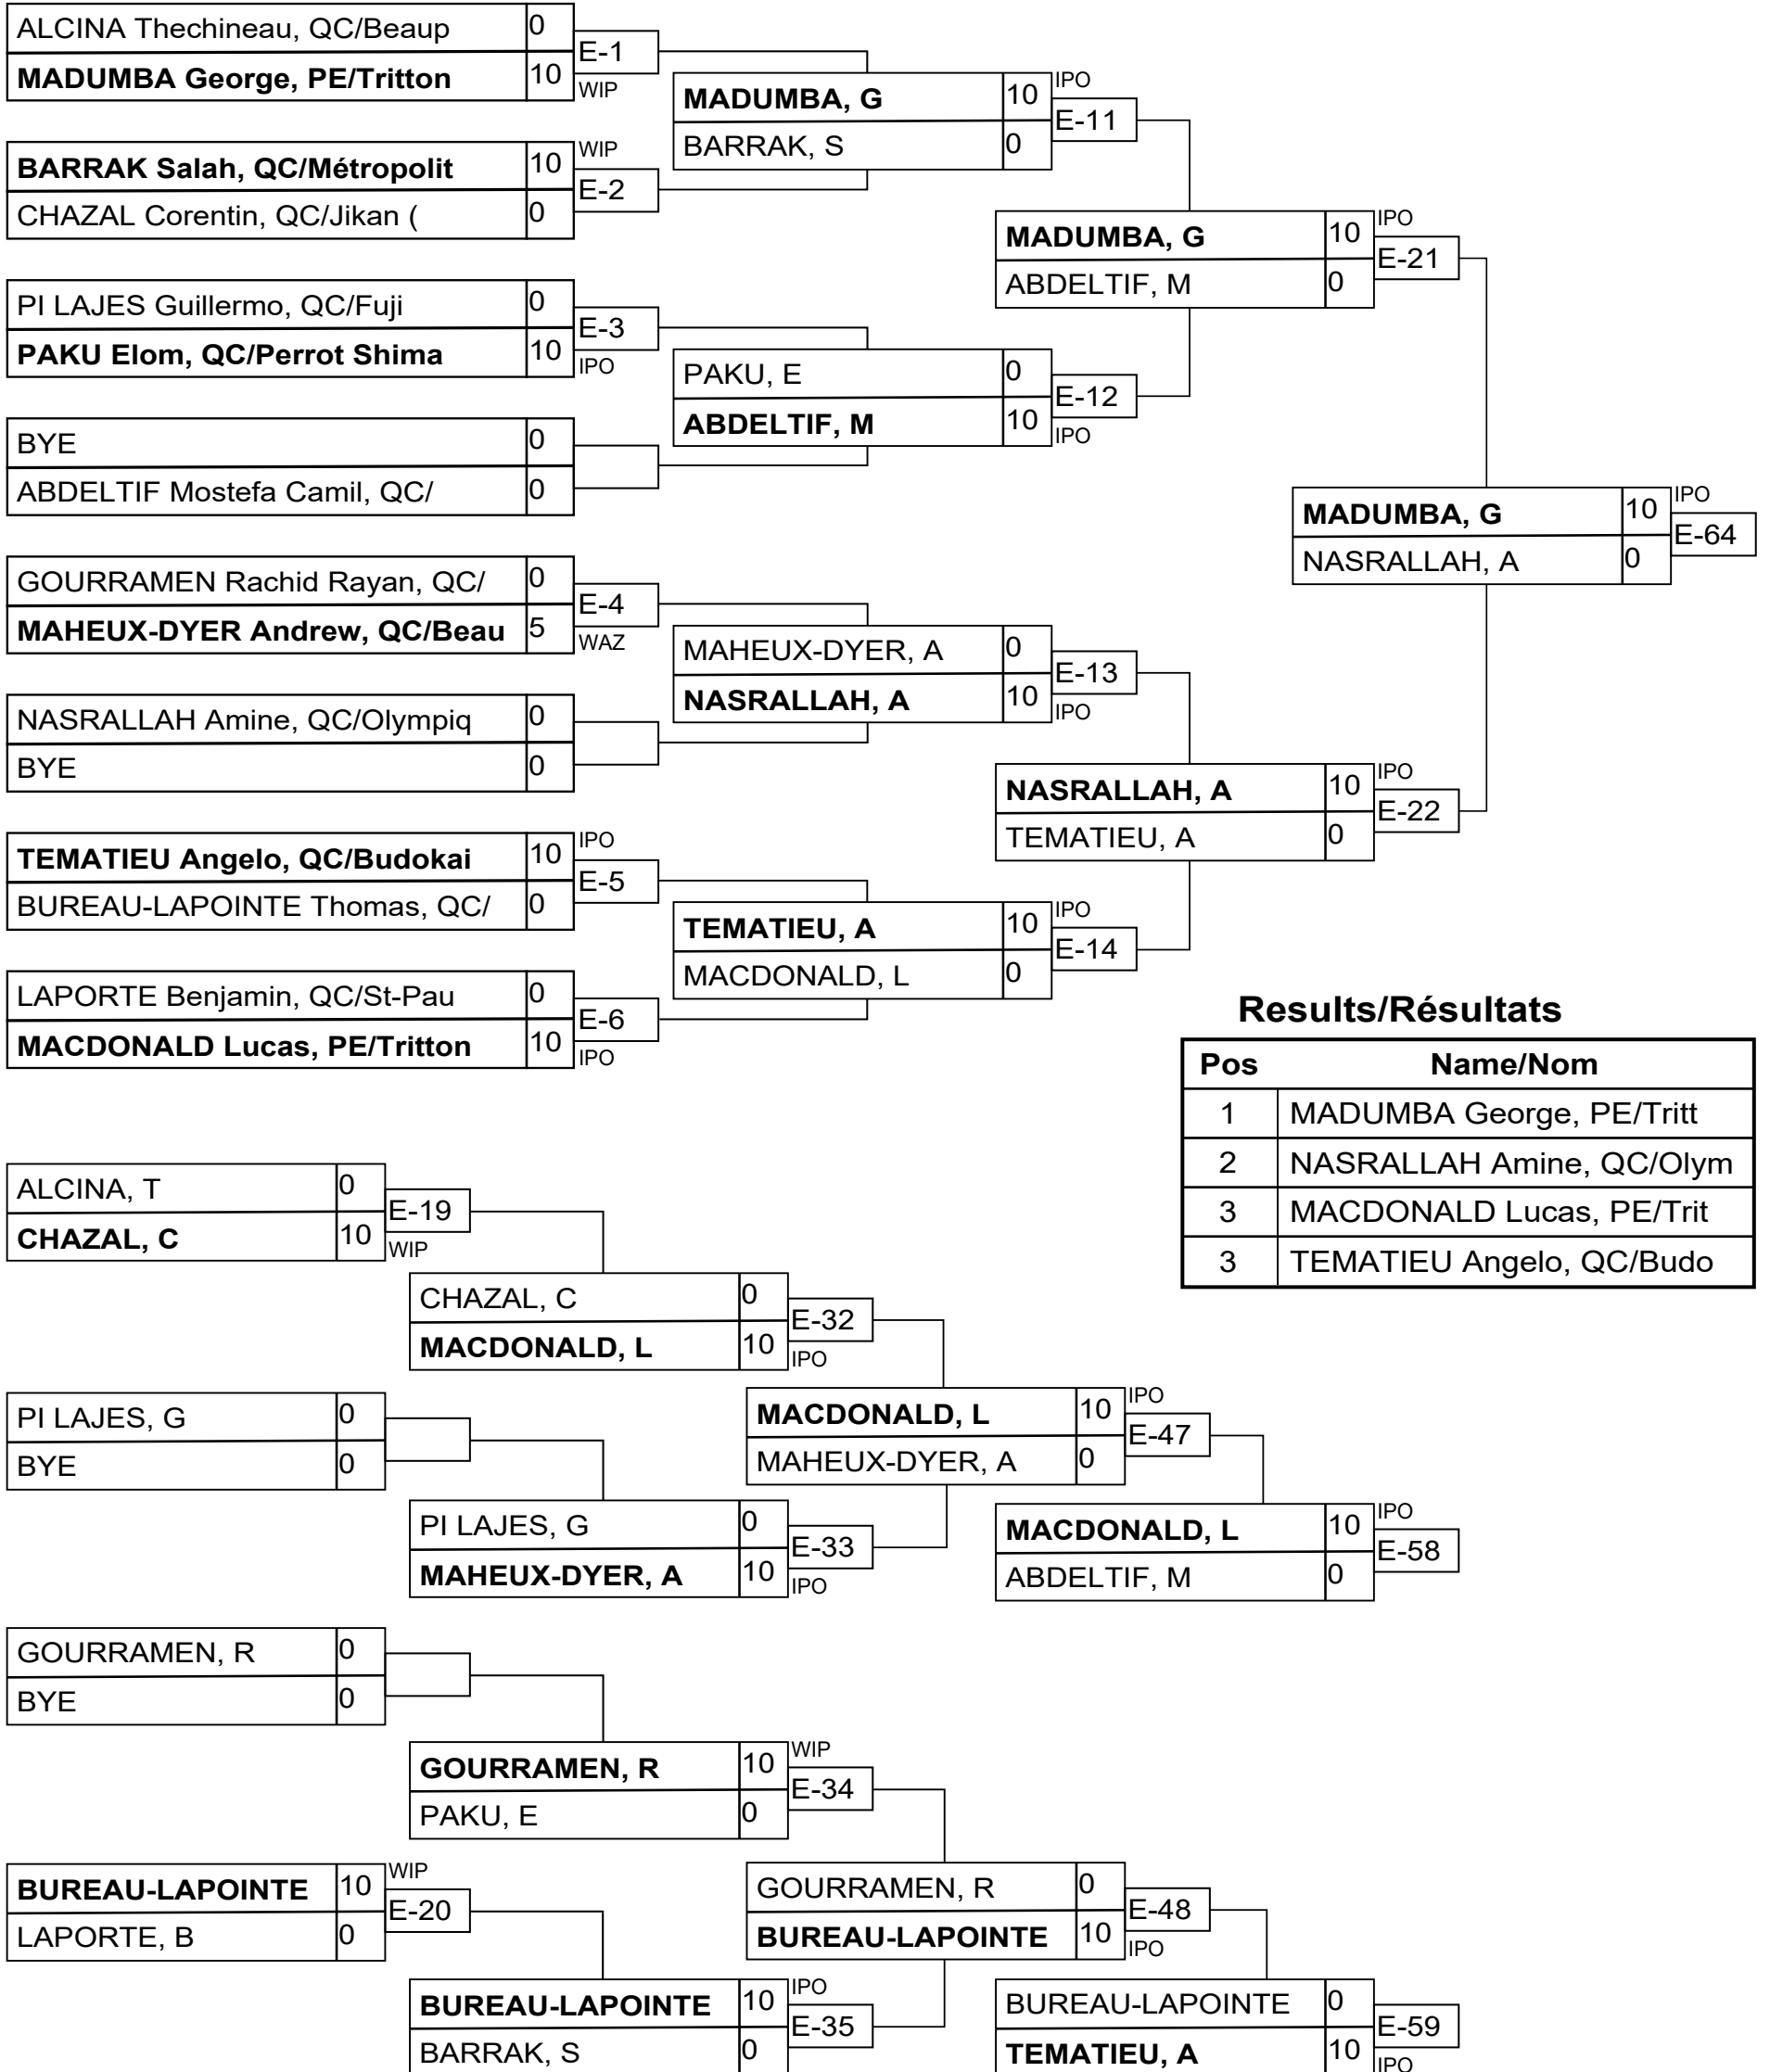 ALCINA Thechineau, QC/Beaup 0
E-1
MADUMBA George, PE/Tritton 10
WIP
MADUMBA, G 10 IPO
E-11
BARRAK, S 0
BARRAK Salah, QC/Métropolit 10 WIP
E-2
CHAZAL Corentin, QC/Jikan ( 0
MADUMBA, G 10 IPO
E-21
ABDELTIF, M 0
PI LAJES Guillermo, QC/Fuji 0
E-3
PAKU Elom, QC/Perrot Shima 10
IPO
PAKU, E 0
E-12
ABDELTIF, M 10
IPO
BYE 0
ABDELTIF Mostefa Camil, QC/ 0
MADUMBA, G 10 IPO
E-64
NASRALLAH, A 0
GOURRAMEN Rachid Rayan, QC/ 0
E-4
MAHEUX-DYER Andrew, QC/Beau 5
WAZ
MAHEUX-DYER, A 0
E-13
NASRALLAH, A 10
IPO
NASRALLAH Amine, QC/Olympiq 0
BYE 0
NASRALLAH, A 10 IPO
E-22
TEMATIEU, A 0
TEMATIEU Angelo, QC/Budokai 10 IPO
E-5
BUREAU-LAPOINTE Thomas, QC/ 0
TEMATIEU, A 10 IPO
E-14
MACDONALD, L 0
LAPORTE Benjamin, QC/St-Pau 0
E-6
MACDONALD Lucas, PE/Tritton 10
IPO
Results/Résultats
Pos Name/Nom
1 MADUMBA George, PE/Tritt
2 NASRALLAH Amine, QC/Olym
3 MACDONALD Lucas, PE/Trit
3 TEMATIEU Angelo, QC/Budo
ALCINA, T 0
E-19
CHAZAL, C 10
WIP
CHAZAL, C 0
E-32
MACDONALD, L 10
IPO
PI LAJES, G 0
BYE 0
MACDONALD, L 10 IPO
E-47
MAHEUX-DYER, A 0
PI LAJES, G 0
E-33
MAHEUX-DYER, A 10
IPO
MACDONALD, L 10 IPO
E-58
ABDELTIF, M 0
GOURRAMEN, R 0
BYE 0
GOURRAMEN, R 10 WIP
E-34
PAKU, E 0
BUREAU-LAPOINTE 10 WIP
E-20
LAPORTE, B 0
GOURRAMEN, R 0
E-48
BUREAU-LAPOINTE 10
IPO
BUREAU-LAPOINTE 10 IPO
E-35
BARRAK, S 0
BUREAU-LAPOINTE 0
E-59
TEMATIEU, A 10
IPO